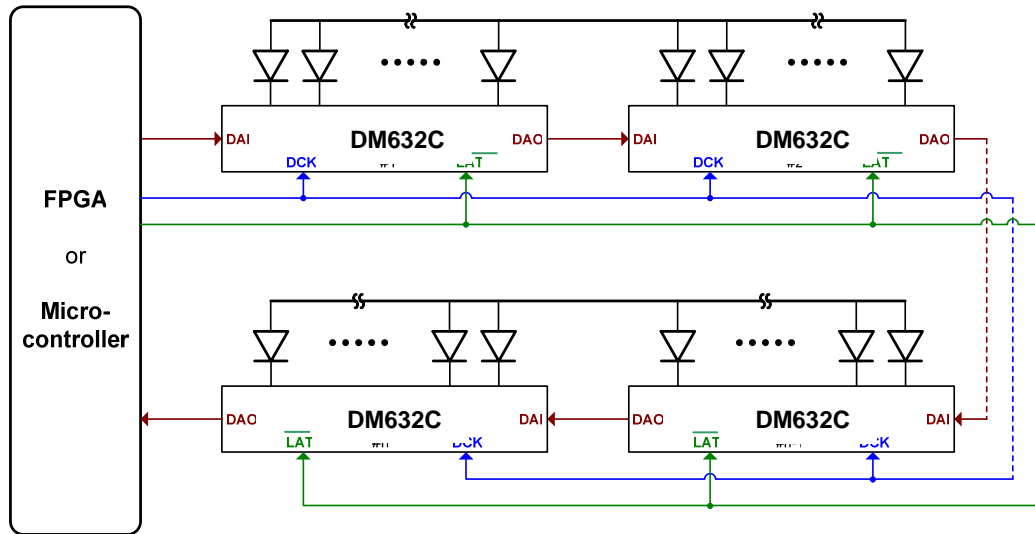 DAI DM632C DAO
DCK LAT
DAI DM632C DAO
DCK LAT
FPGA
or
Micro-
controller
DAO DM632C DAI
LAT DCK
DAO DM632C DAI
LAT DCK